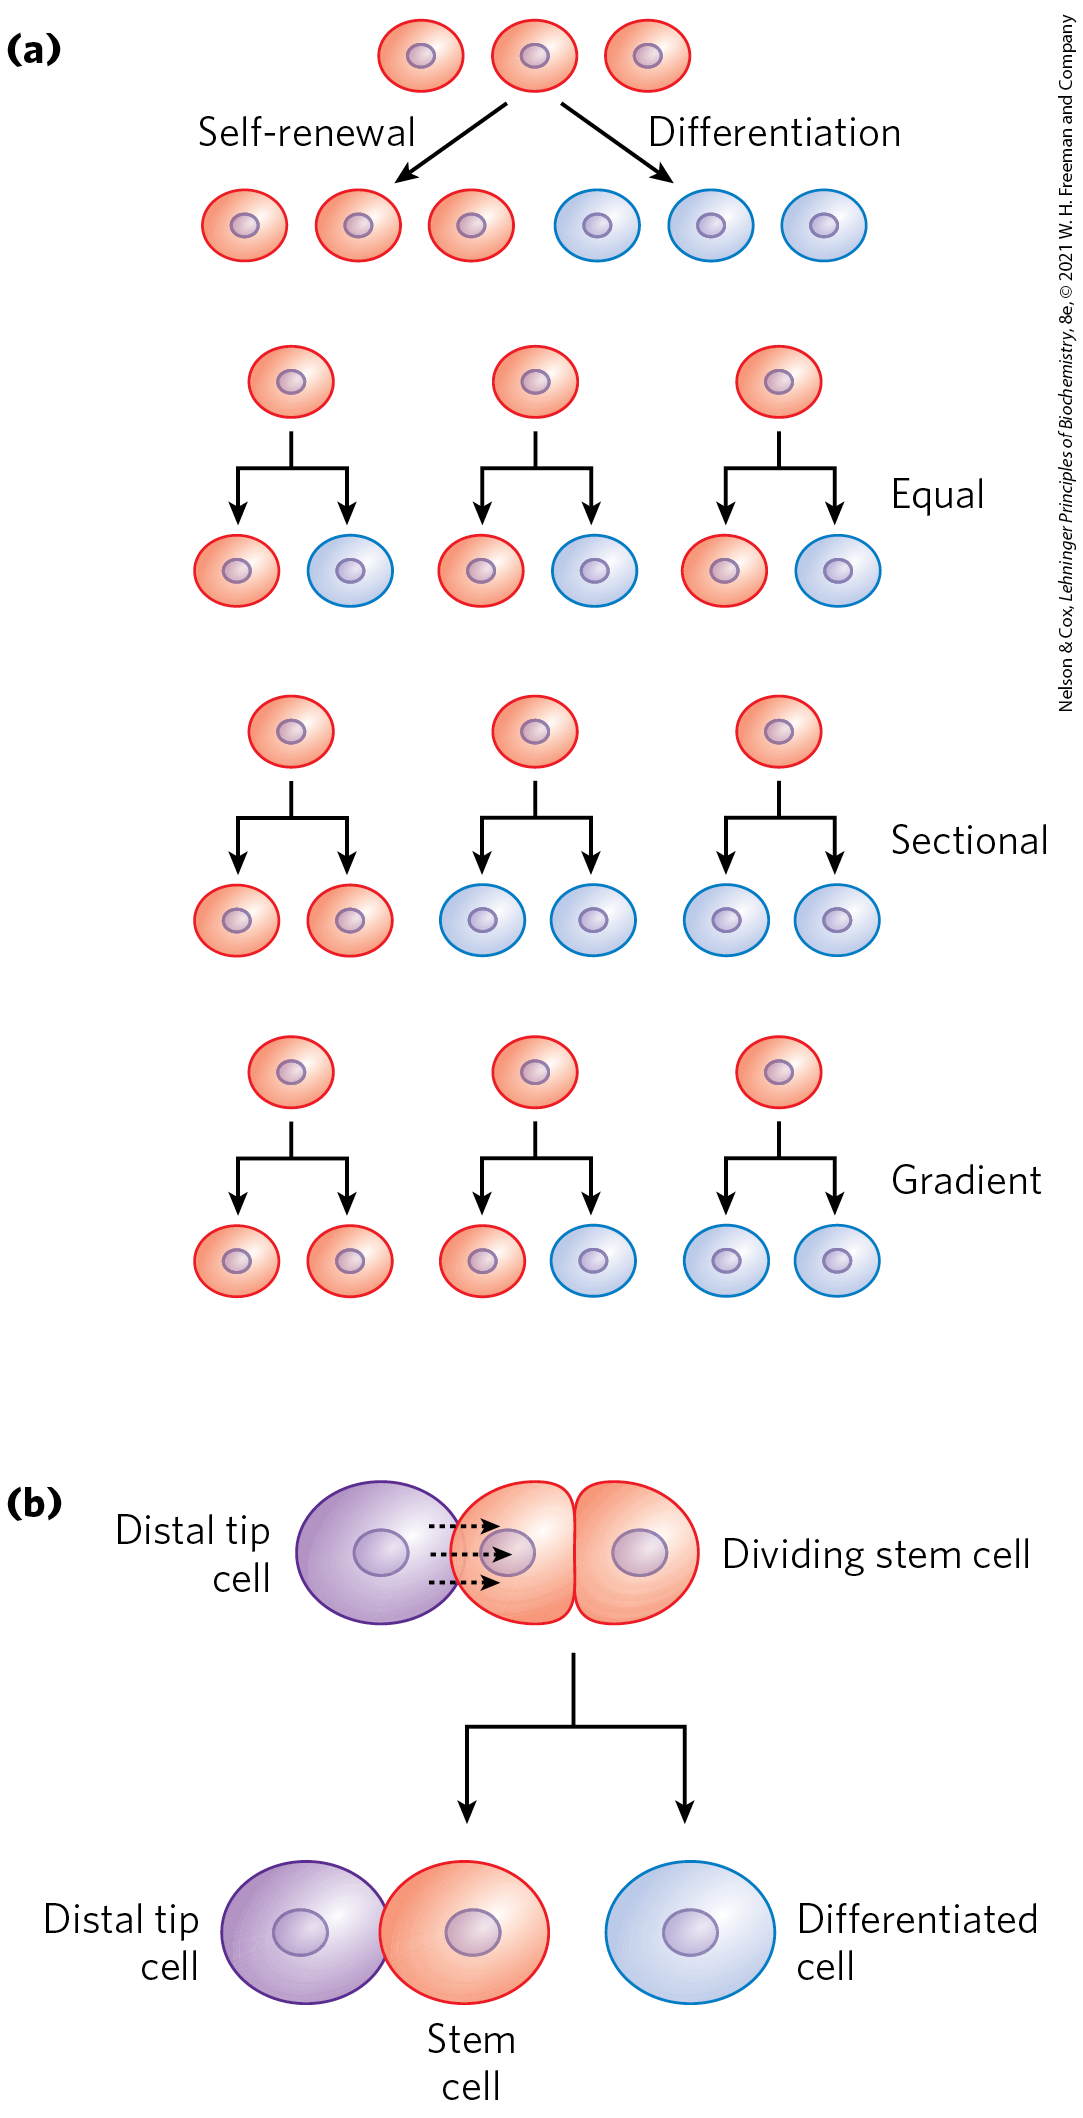 (a)
Self-renewal
Differentiation
Equal
Sectional
Gradient
(b)
Distal tip
cell
Dividing stem cell
Distal tip
cell
Stem
cell
Differentiated
cell
Nelson & Cox, Lehninger Principles of Biochemistry, 8e, © 2021 W. H. Freeman and Company